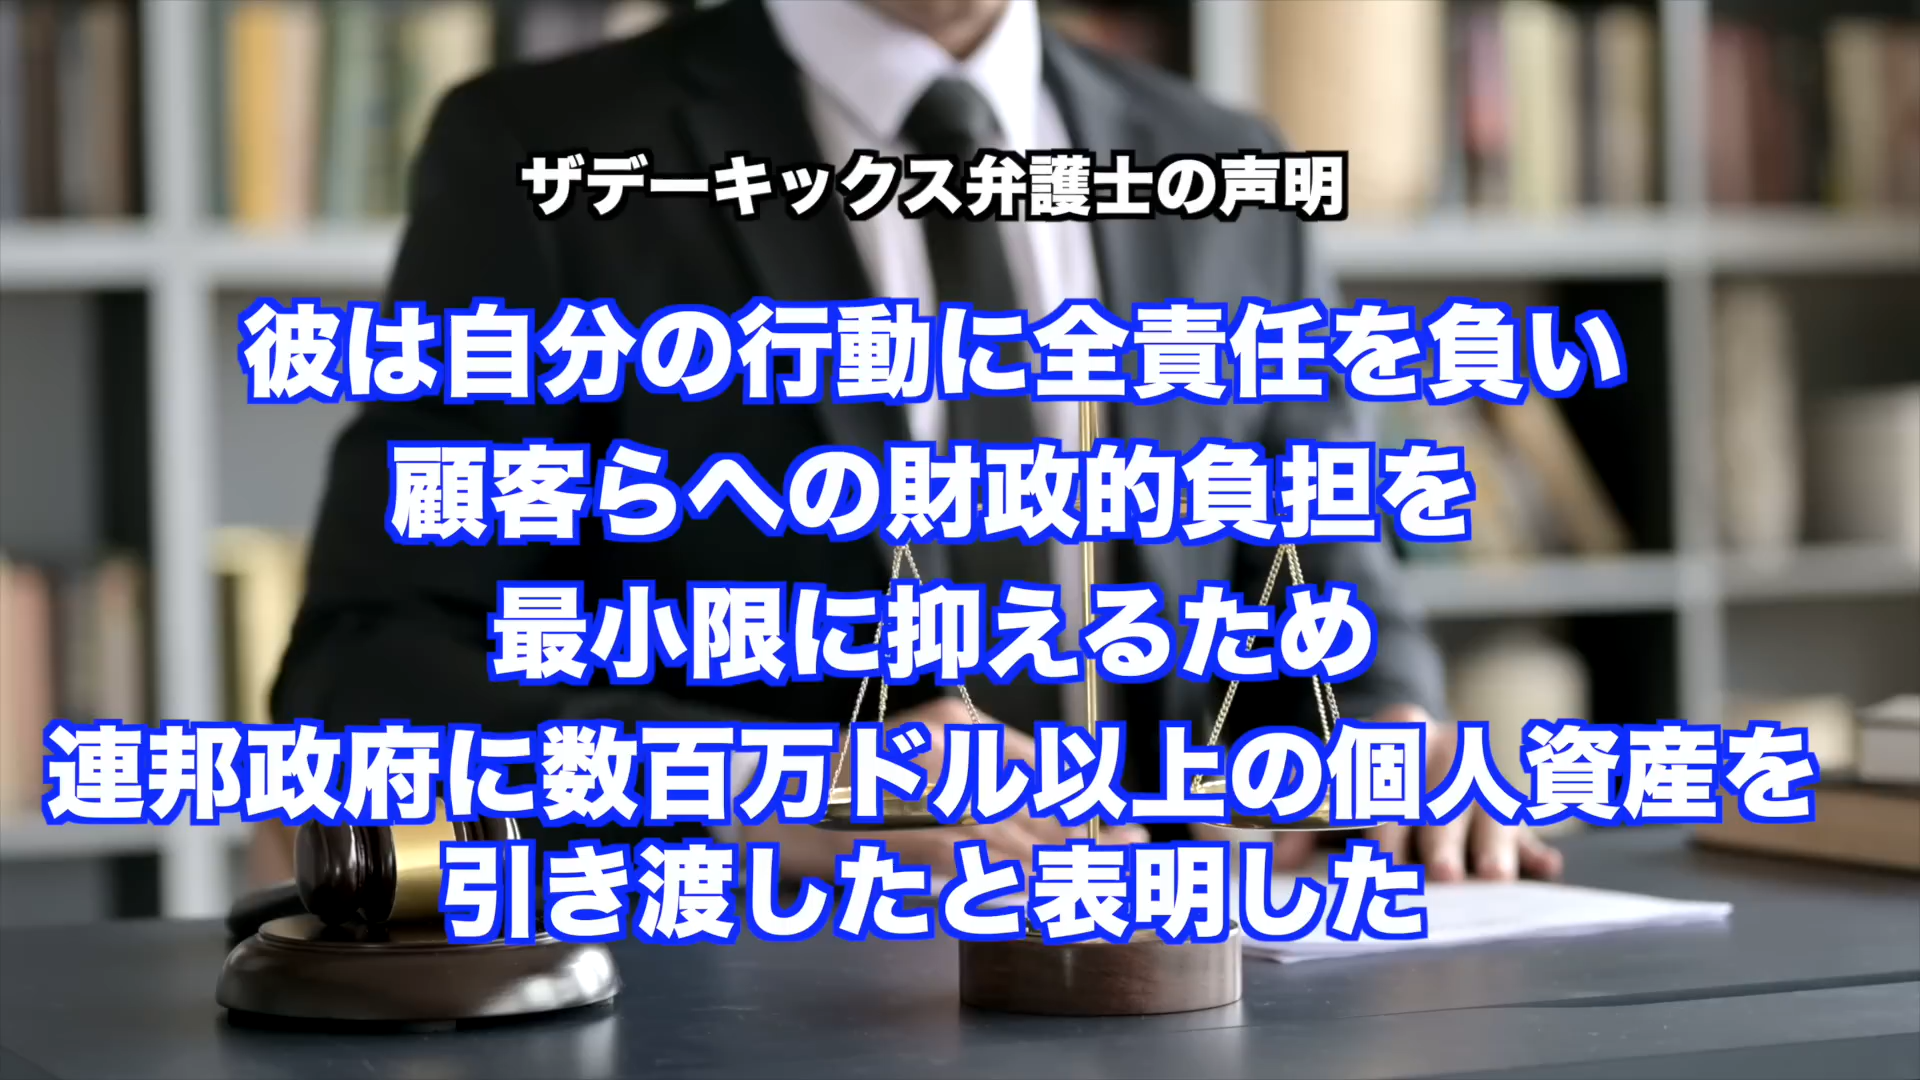 ザデーキックス弁護士の声明
彼は自分の行動に全責任を負い
顧客らへの財政的負担を
最小限に抑えるため
連邦政府に数百万ドル以上の個人資産を
引き渡したと表明した